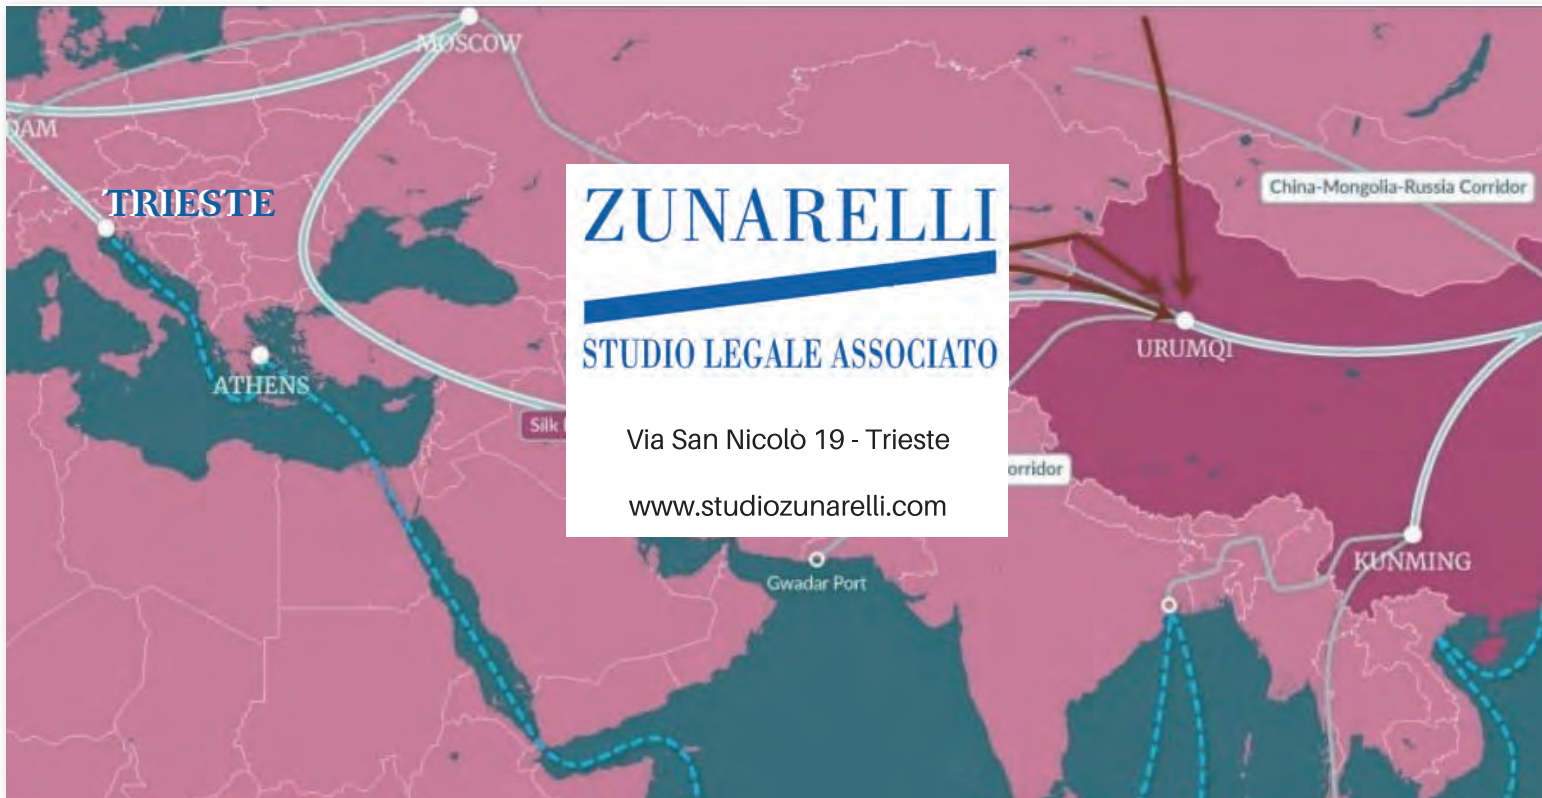 MOSCOW
DAM
TRIESTE
ZUNARELLI
China-Mongolia-Russia Corridor
STUDIO LEGALE ASSOCIATO
URUMQI
ATHENS
Silk
Via San Nicolò 19 - Trieste
orridor
www.studiozunarelli.com
KUNMING
Gwadar Port